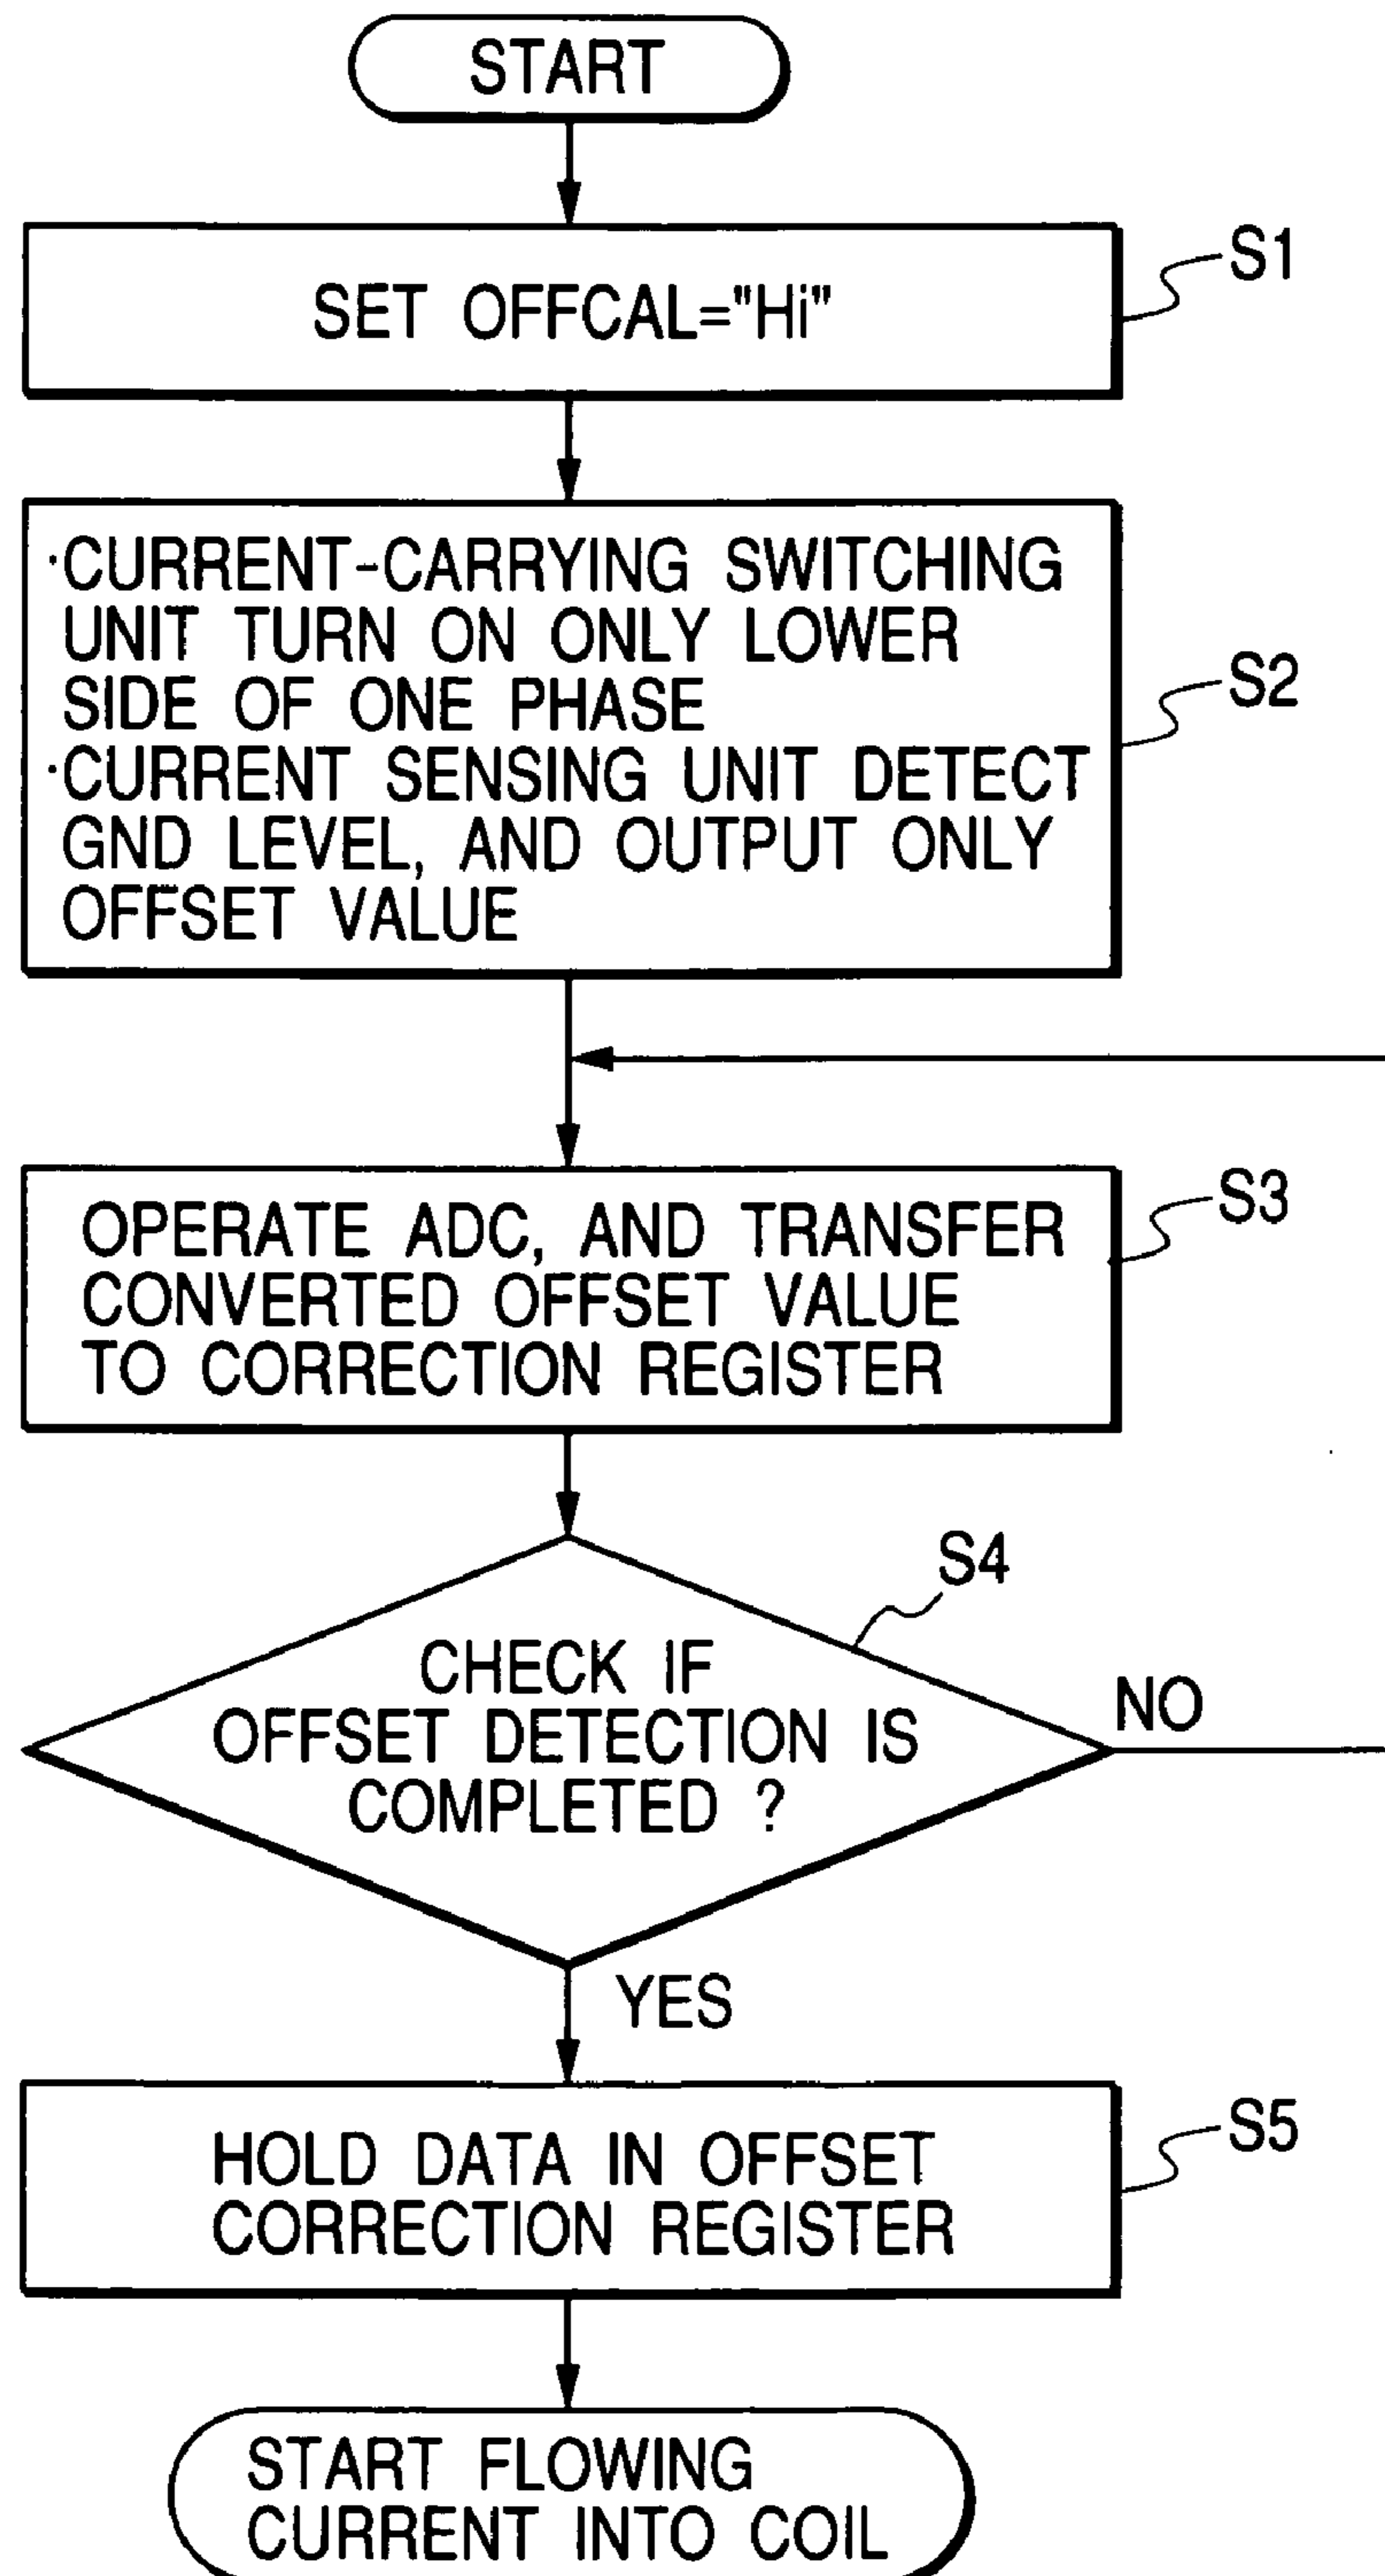 START
SET OFFCAL="Hi"
S1
·CURRENT-CARRYING SWITCHING
UNIT TURN ON ONLY LOWER
SIDE OF ONE PHASE
·CURRENT SENSING UNIT DETECT
GND LEVEL, AND OUTPUT ONLY
OFFSET VALUE
S2
OPERATE ADC, AND TRANSFER
CONVERTED OFFSET VALUE
TO CORRECTION REGISTER
S3
S4
CHECK IF
OFFSET DETECTION IS
COMPLETED ?
NO
YES
HOLD DATA IN OFFSET
CORRECTION REGISTER
S5
START FLOWING
CURRENT INTO COIL